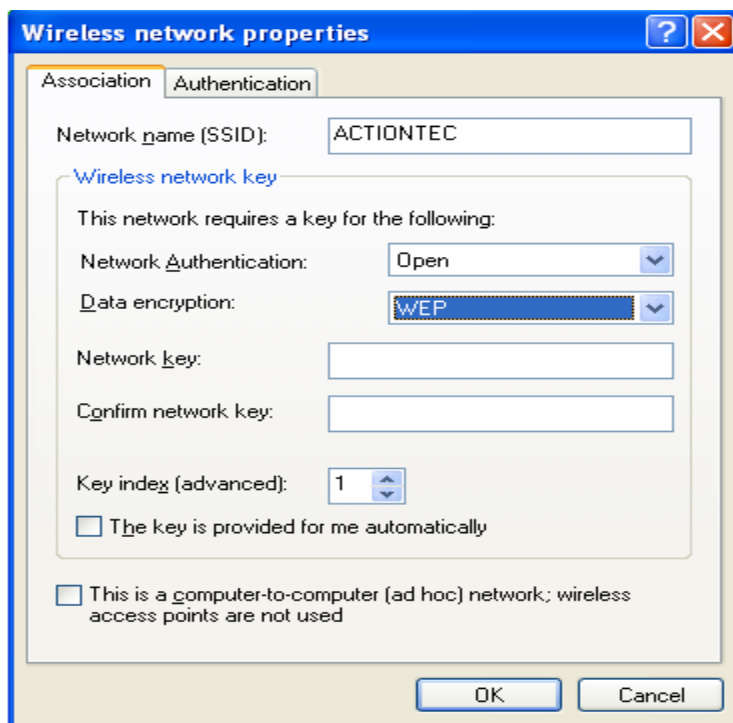 Wireless network properties
Association Authentication
Network name (SSID): ACTIONTEC
Wireless network key
This network requires a key for the following:
Network Authentication: Open
Data encryption: WEP
Network key:
Confirm network key:
Key index (advanced): 1
The key is provided for me automatically
This is a computer-to-computer (ad hoc) network; wireless
access points are not used
OK Cancel